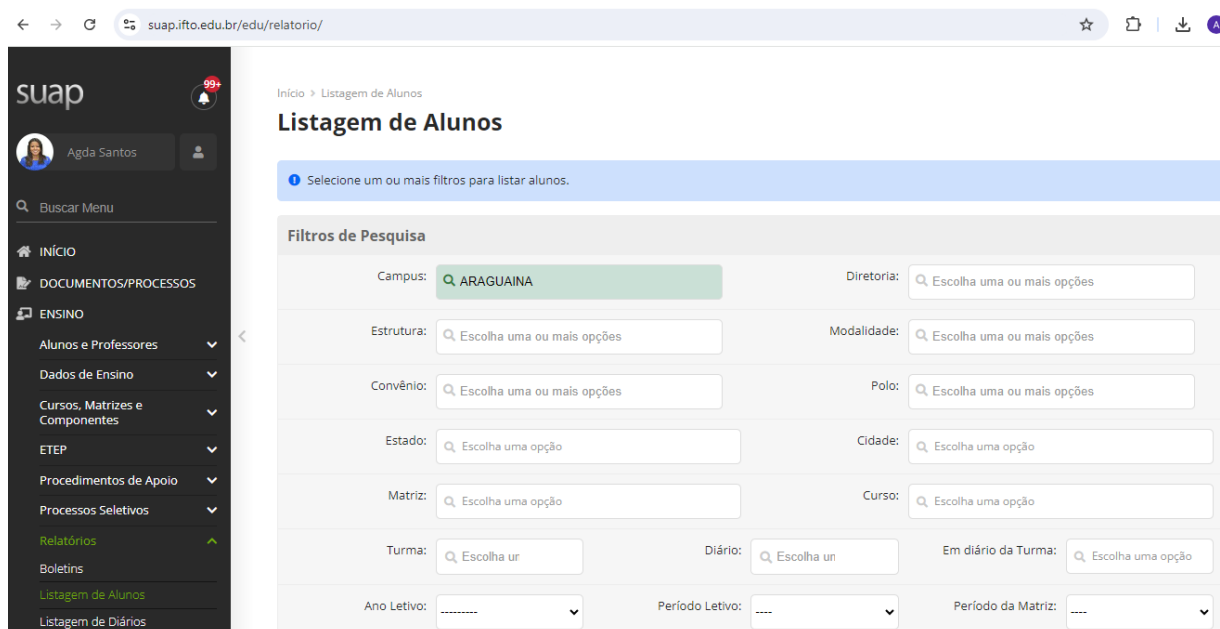 suap.ifto.edu.br/edu/relatorio/
A
suap
99+
Agda Santos
Buscar Menu
INÍCIO
DOCUMENTOS/PROCESSOS
ENSINO
Alunos e Professores
Dados de Ensino
Cursos, Matrizes e
Componentes
ETEP
Procedimentos de Apoio
Processos Seletivos
Relatórios
Boletins
Listagem de Alunos
Listagem de Diários
Início > Listagem de Alunos
Listagem de Alunos
Selecione um ou mais filtros para listar alunos.
Filtros de Pesquisa
Campus: ARAGUAINA Diretoria: Escolha uma ou mais opções
Estrutura: Escolha uma ou mais opções Modalidade: Escolha uma ou mais opções
Convênio: Escolha uma ou mais opções Polo: Escolha uma ou mais opções
Estado: Escolha uma opção Cidade: Escolha uma opção
Matriz: Escolha uma opção Curso: Escolha uma opção
Turma: Escolha ur Diário: Escolha un Em diário da Turma: Escolha uma opção
Ano Letivo: --------- Período Letivo: ---- Período da Matriz: ----